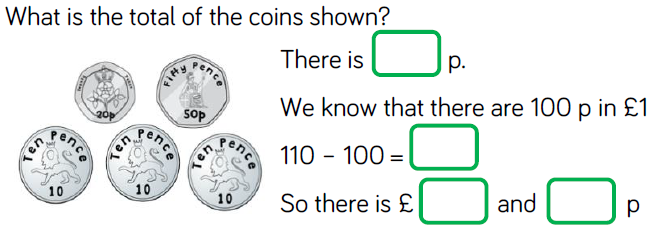 What is the total of the coins shown?
There is p.
We know that there are 100 p in £1
110 - 100 =
So there is £ and p
20p
Fifty Pence
50p
Ten Pence
10
Ten Pence
10
Ten Pence
10